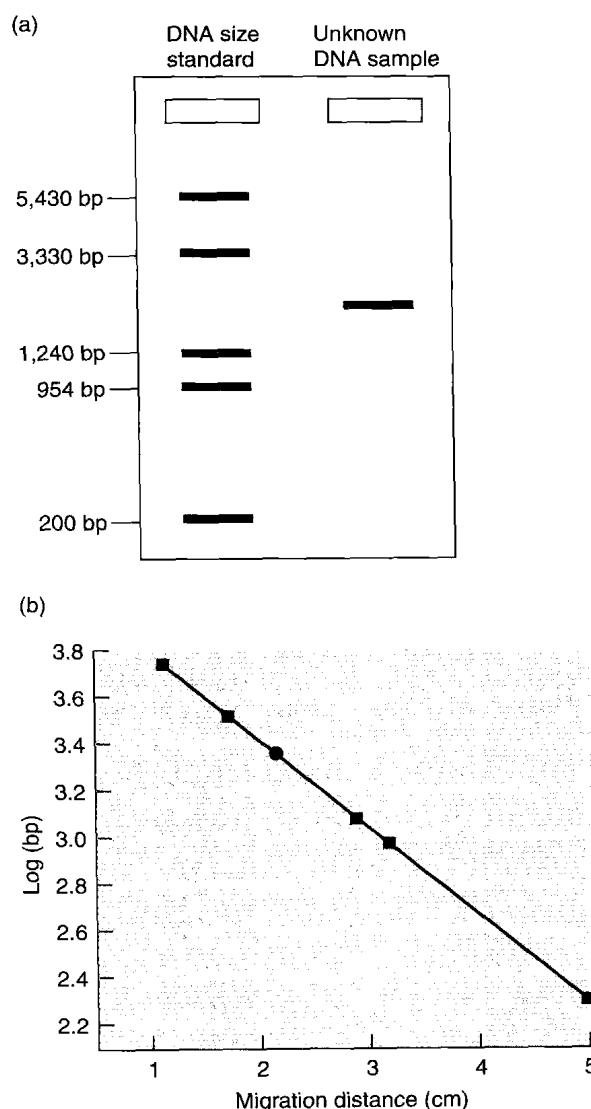 (a)
DNA size standard
Unknown DNA sample
5,430 bp
3,330 bp
1,240 bp
954 bp
200 bp
(b)
3.8
3.6
3.4
3.2
3.0
2.8
2.6
2.4
2.2
Log (bp)
1 2 3 4 5
Migration distance (cm)